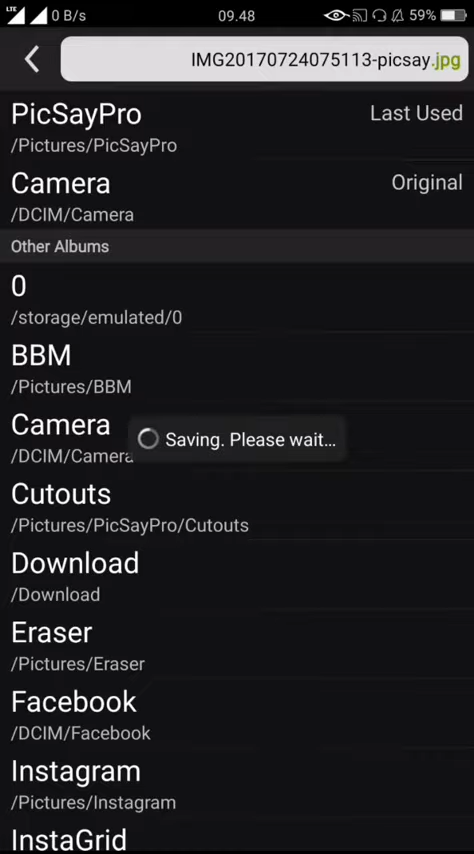 LTE 0 B/s 09.48 59%
IMG20170724075113-picsay.jpg
PicSayPro Last Used
/Pictures/PicSayPro
Camera Original
/DCIM/Camera
Other Albums
0
/storage/emulated/0
BBM
/Pictures/BBM
Camera
Saving. Please wait...
/DCIM/Camera
Cutouts
/Pictures/PicSayPro/Cutouts
Download
/Download
Eraser
/Pictures/Eraser
Facebook
/DCIM/Facebook
Instagram
/Pictures/Instagram
InstaGrid